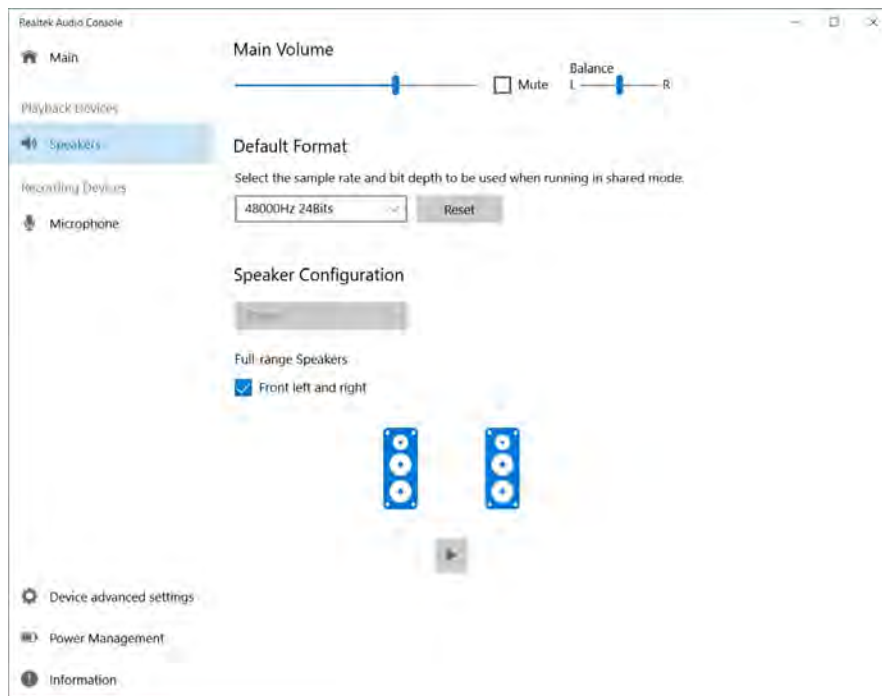 Realtek Audio Console
Main
Playback Devices
Speakers
Recording Devices
Microphone
Main Volume
Mute
Balance
L
R
Default Format
Select the sample rate and bit depth to be used when running in shared mode.
48000Hz 24Bits
Reset
Speaker Configuration
Full-range Speakers
Front left and right
Device advanced settings
Power Management
Information